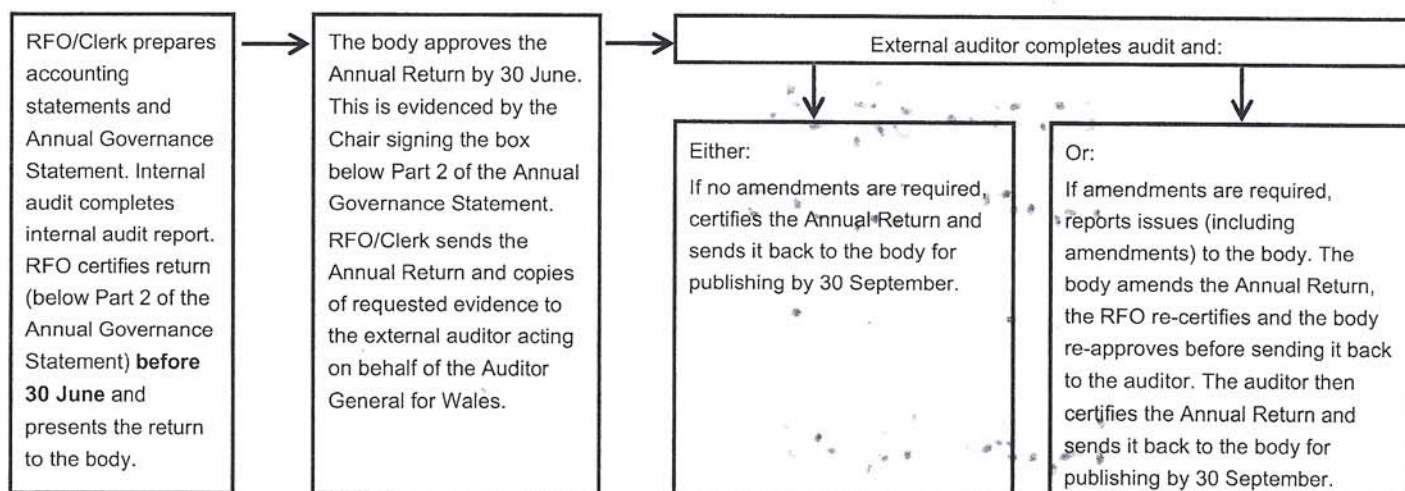 RFO/Clerk prepares
accounting
statements and
Annual Governance
Statement. Internal
audit completes
internal audit report.
RFO certifies return
(below Part 2 of the
Annual Governance
Statement) before
30 June and
presents the return
to the body.
The body approves the
Annual Return by 30 June.
This is evidenced by the
Chair signing the box
below Part 2 of the Annual
Governance Statement.
RFO/Clerk sends the
Annual Return and copies
of requested evidence to
the external auditor acting
on behalf of the Auditor
General for Wales.
External auditor completes audit and:
Either:
If no amendments are required,
certifies the Annual Return and
sends it back to the body for
publishing by 30 September.
Or:
If amendments are required,
reports issues (including
amendments) to the body. The
body amends the Annual Return,
the RFO re-certifies and the body
re-approves before sending it back
to the auditor. The auditor then
certifies the Annual Return and
sends it back to the body for
publishing by 30 September.